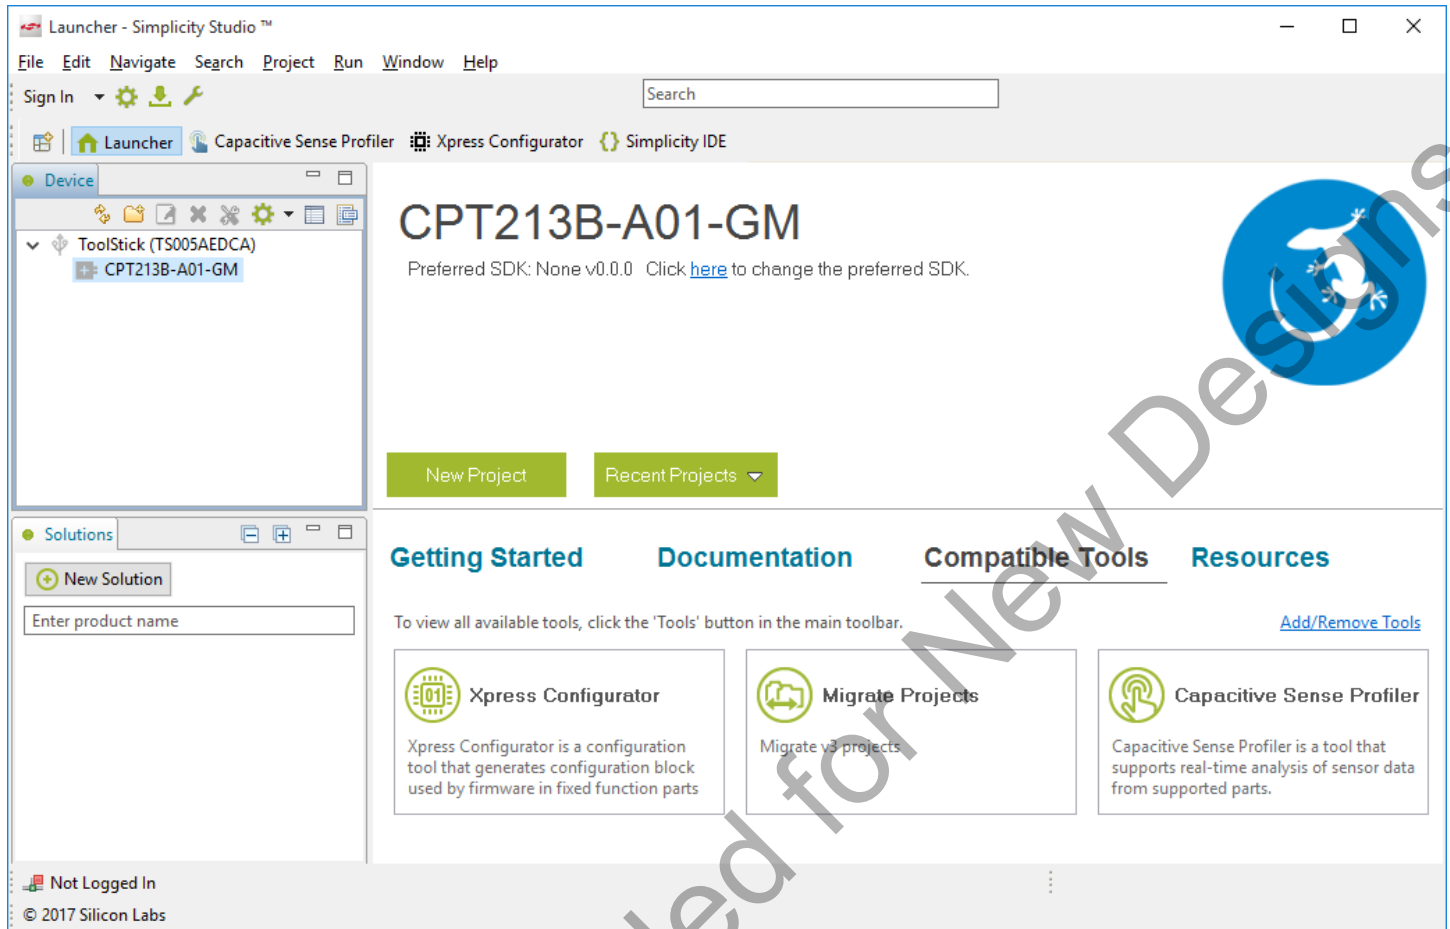 Launcher - Simplicity Studio ™
File Edit Navigate Search Project Run Window Help
Sign In
Search
Launcher Capacitive Sense Profiler Xpress Configurator Simplicity IDE
Device
ToolStick (TS005AEDCA)
CPT213B-A01-GM
CPT213B-A01-GM
Preferred SDK: None v0.0.0 Click here to change the preferred SDK.
New Project Recent Projects
Solutions
New Solution
Enter product name
Getting Started Documentation Compatible Tools Resources
To view all available tools, click the 'Tools' button in the main toolbar. Add/Remove Tools
01 Xpress Configurator
Xpress Configurator is a configuration
tool that generates configuration block
used by firmware in fixed function parts
Migrate Projects
Migrate v3 projects
Capacitive Sense Profiler
Capacitive Sense Profiler is a tool that
supports real-time analysis of sensor data
from supported parts.
Not Logged In
© 2017 Silicon Labs
for New Designs